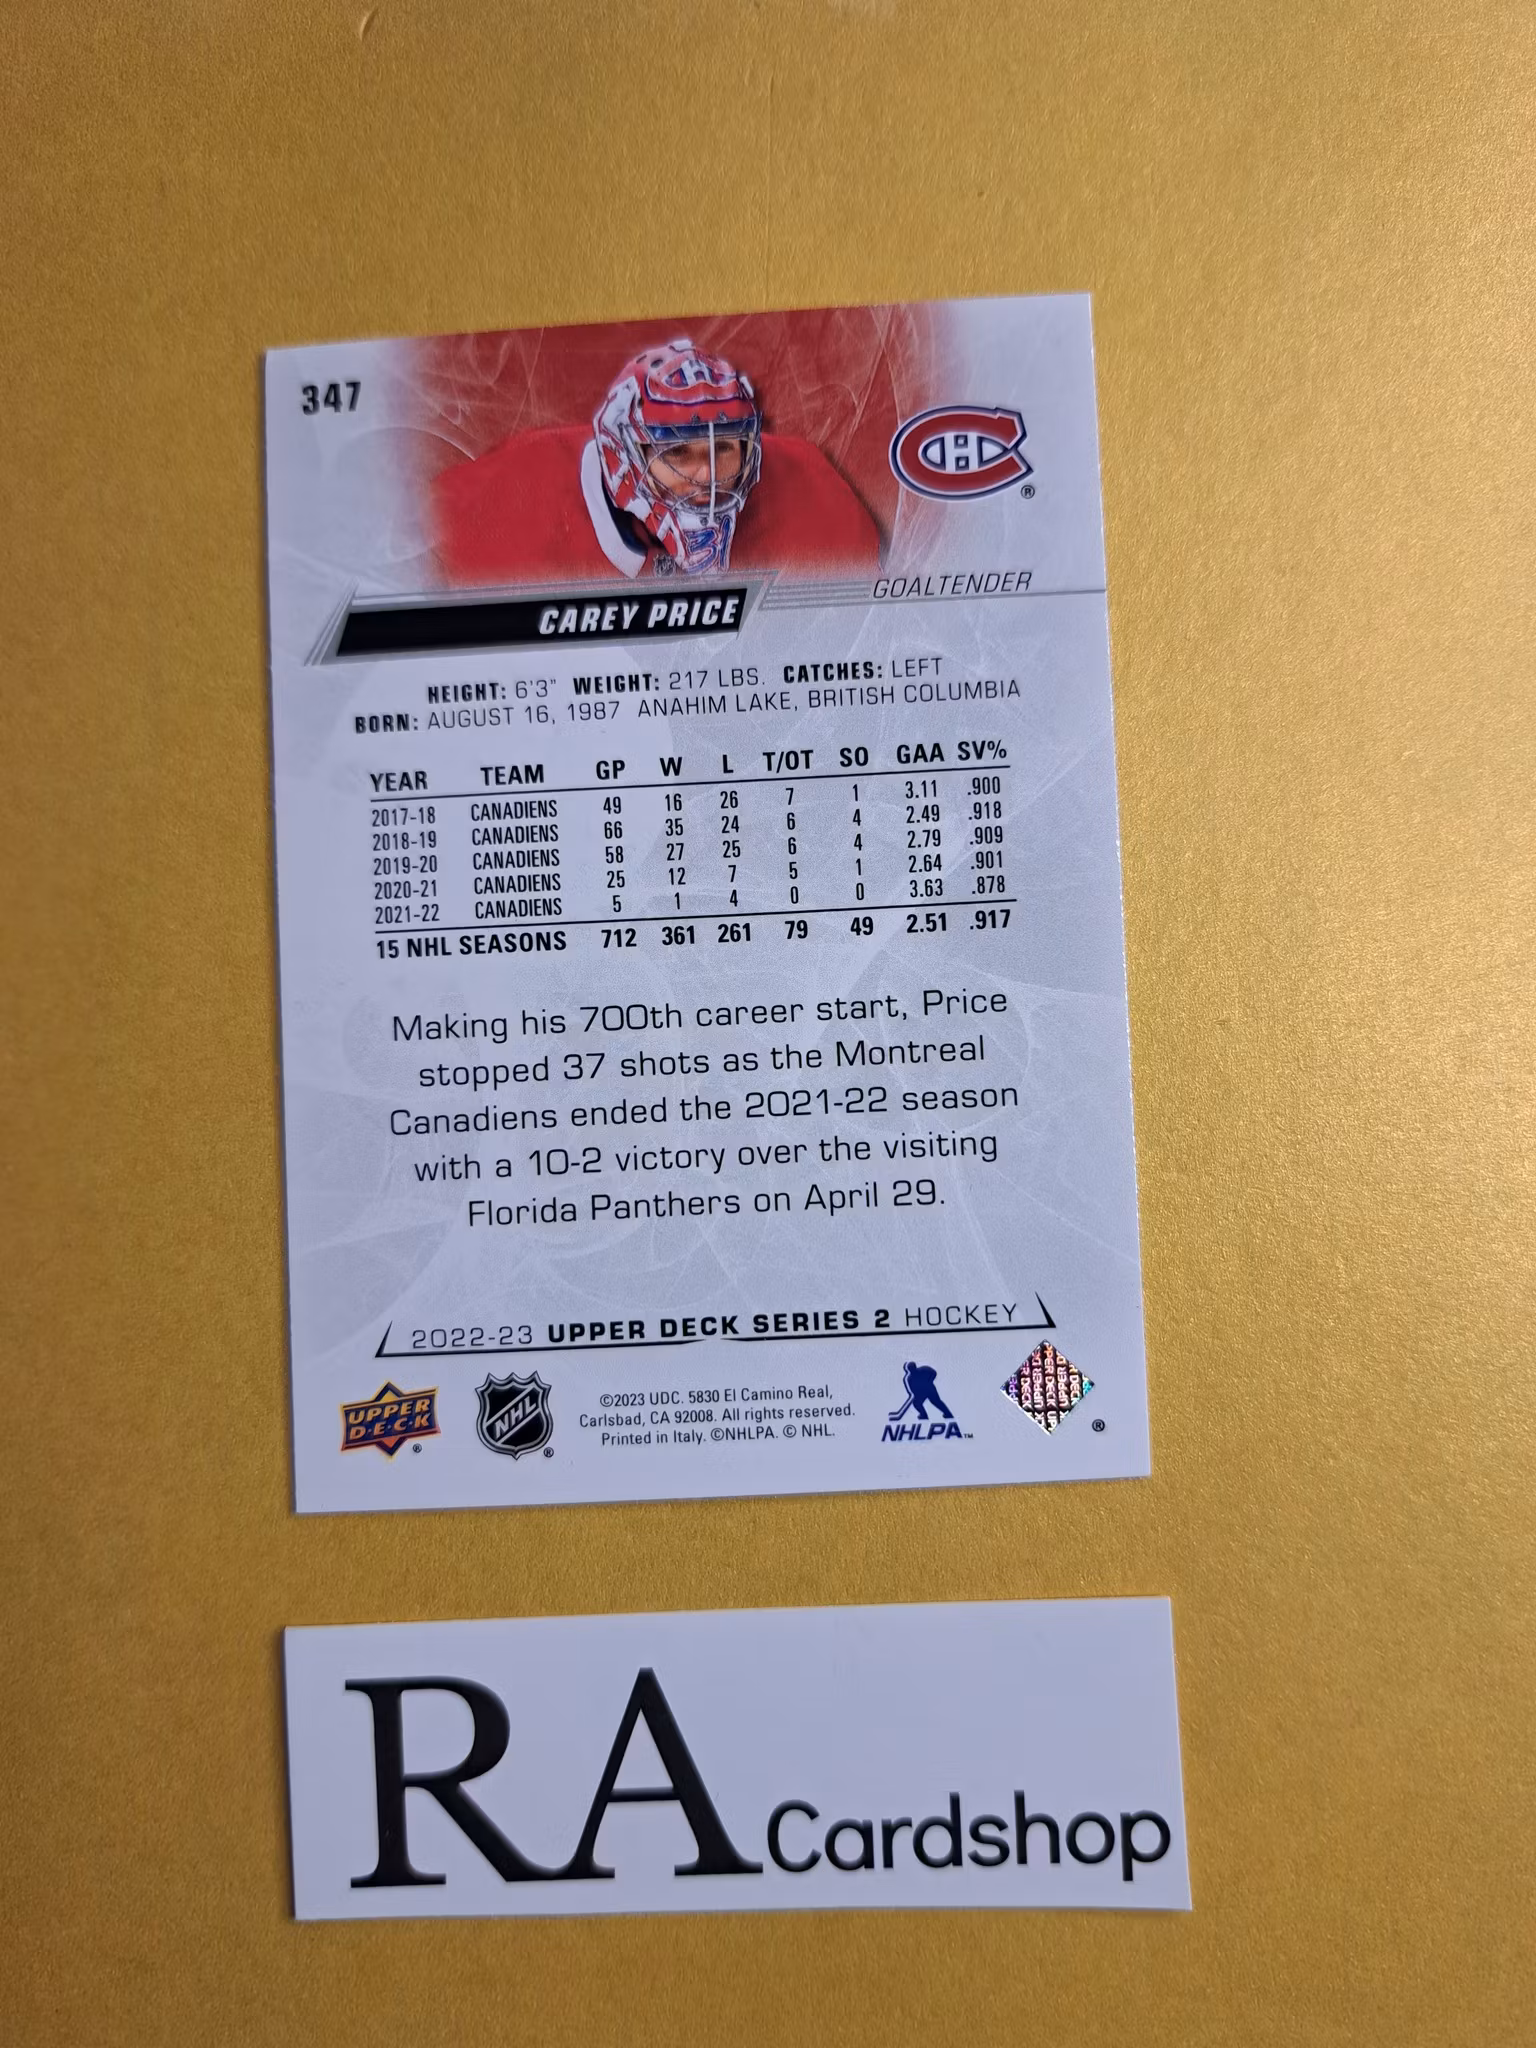 347
31
CH ®
GOALTENDER
CAREY PRICE
HEIGHT: 6'3" WEIGHT: 217 LBS. CATCHES: LEFT
BORN: AUGUST 16, 1987 ANAHIM LAKE, BRITISH COLUMBIA
YEAR TEAM GP W L T/OT SO GAA SV%
2017-18 CANADIENS 49 16 26 7 1 3.11 .900
2018-19 CANADIENS 66 35 24 6 4 2.49 .918
2019-20 CANADIENS 58 27 25 6 4 2.79 .909
2020-21 CANADIENS 25 12 7 5 1 2.64 .901
2021-22 CANADIENS 5 1 4 0 0 3.63 .878
15 NHL SEASONS 712 361 261 79 49 2.51 .917
Making his 700th career start, Price
stopped 37 shots as the Montreal
Canadiens ended the 2021-22 season
with a 10-2 victory over the visiting
Florida Panthers on April 29.
2022-23 UPPER DECK SERIES 2 HOCKEY
UPPER
D·E·C·K ®
NHL ®
©2023 UDC. 5830 El Camino Real,
Carlsbad, CA 92008. All rights reserved.
Printed in Italy. ©NHLPA. © NHL.
NHLPA™
UPPER DECK ®
RA Cardshop